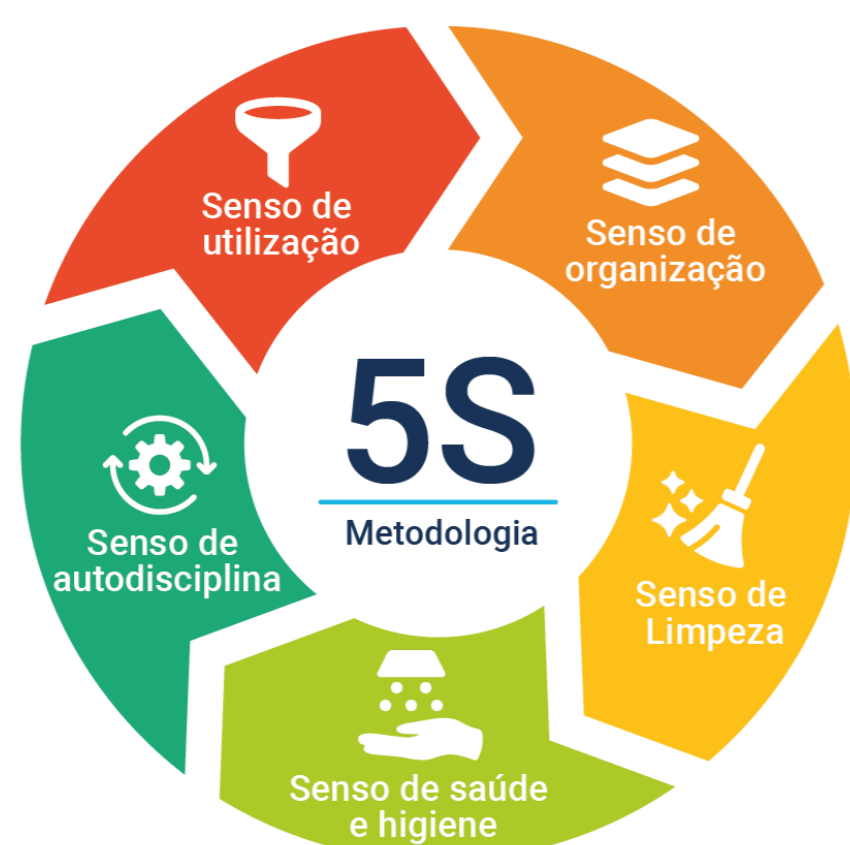 Senso de
utilização
Senso de
organização
5S
Metodologia
Senso de
Limpeza
Senso de saúde
e higiene
Senso de
autodisciplina